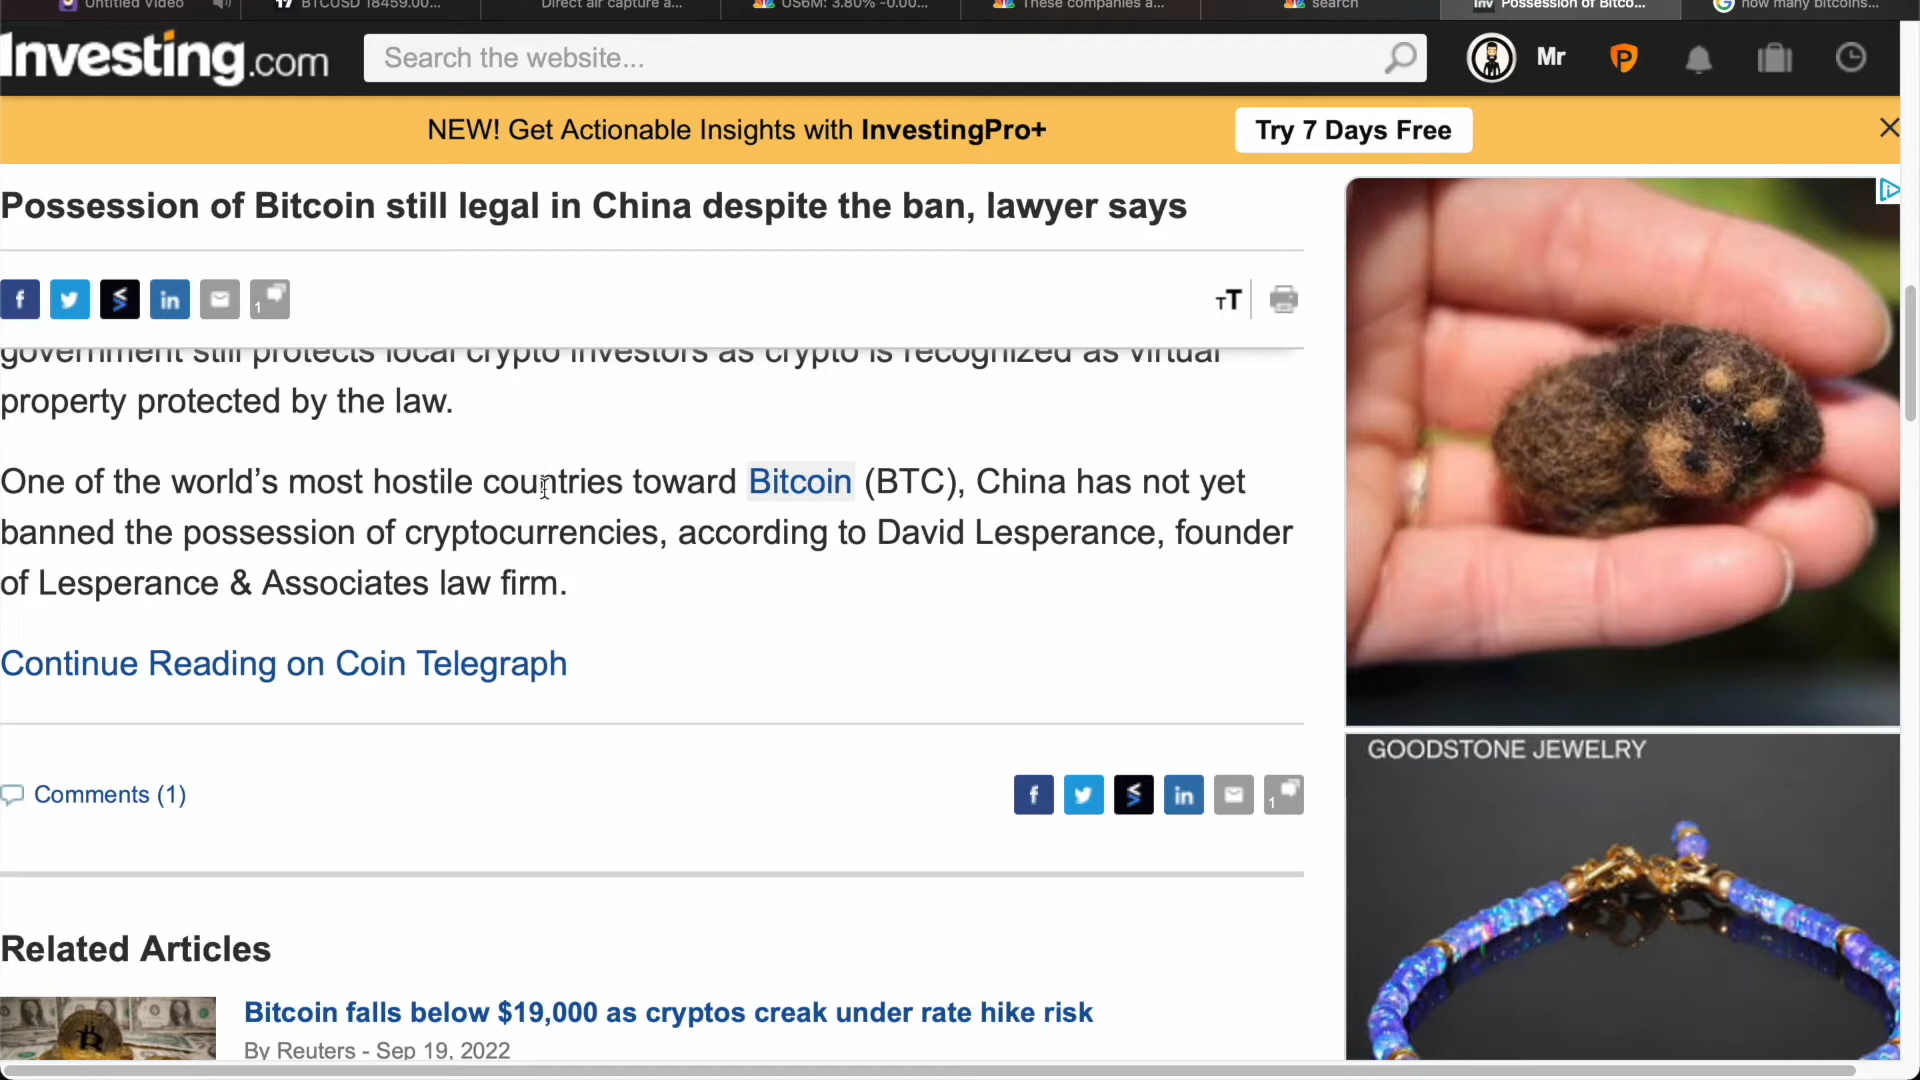 Untitled Video
BTCUSD 18459.00...
Direct air capture a...
US6M: 3.80% -0.00...
These companies a...
search
Inv Possession of Bitco...
how many bitcoins...
Investing.com
Search the website...
Mr
P
NEW! Get Actionable Insights with InvestingPro+
Try 7 Days Free
Possession of Bitcoin still legal in China despite the ban, lawyer says
1
TT
government still protects local crypto investors as crypto is recognized as virtual
property protected by the law.
One of the world's most hostile countries toward Bitcoin (BTC), China has not yet
banned the possession of cryptocurrencies, according to David Lesperance, founder
of Lesperance & Associates law firm.
Continue Reading on Coin Telegraph
Comments (1)
1
Related Articles
Bitcoin falls below $19,000 as cryptos creak under rate hike risk
By Reuters - Sep 19, 2022
GOODSTONE JEWELRY